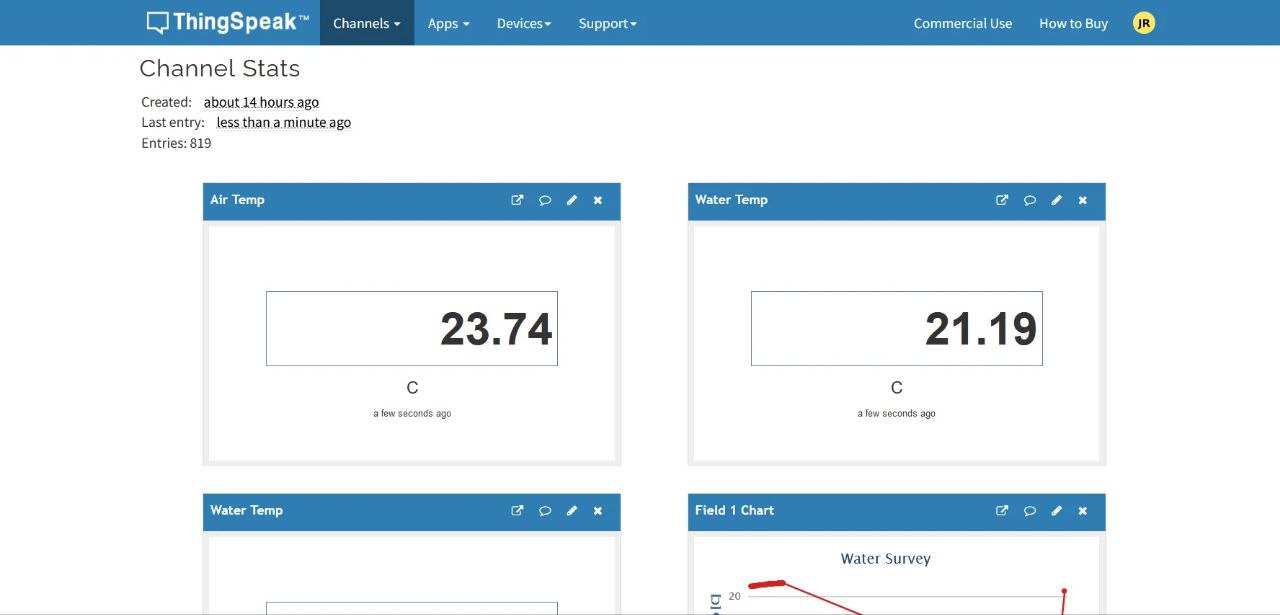 ThingSpeak™ Channels Apps Devices Support Commercial Use How to Buy JR
Channel Stats
Created: about 14 hours ago
Last entry: less than a minute ago
Entries: 819
Air Temp
Water Temp
23.74
21.19
C
C
a few seconds ago
a few seconds ago
Water Temp
Field 1 Chart
Water Survey
20